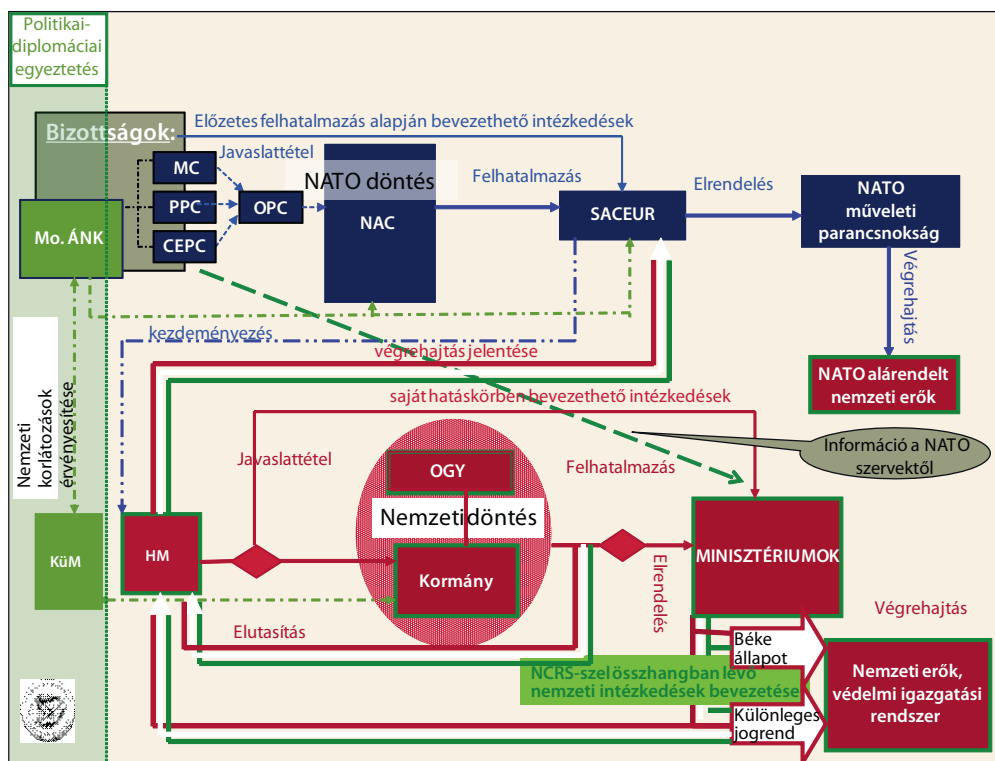 Politikai-
diplomáciai
egyeztetés
Bizottságok:
Előzetes felhatalmazás alapján bevezethető intézkedések
Javaslattétel
MC
PPC
CEPC
OPC
NATO döntés
NAC
Felhatalmazás
SACEUR
Elrendelés
NATO
műveleti
parancsnokság
Mo. ÁNK
Végrehajtás
kezdeményezés
végrehajtás jelentése
NATO alárendelt
nemzeti erők
saját hatáskörben bevezethető intézkedések
Nemzeti
korlátozások
érvényesítése
Információ a NATO
szervektől
Javaslattétel
Felhatalmazás
OGY
Nemzeti döntés
KüM
HM
Kormány
MINISZTÉRIUMOK
Elrendelés
Elutasítás
Végrehajtás
Béke
állapot
NCRS-szel összhangban lévő
nemzeti intézkedések bevezetése
Nemzeti erők,
védelmi igazgatási
rendszer
Különleges
jogrend